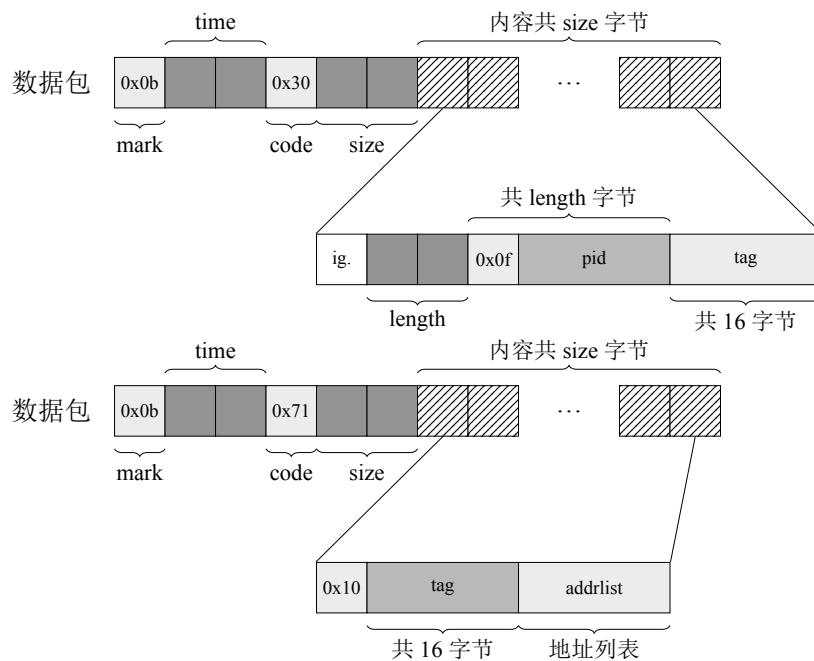 time 内容共 size 字节
数据包 0x0b 0x30 …
mark code size
共 length 字节
ig. 0x0f pid tag
length 共 16 字节
time 内容共 size 字节
数据包 0x0b 0x71 …
mark code size
0x10 tag addrlist
共 16 字节 地址列表